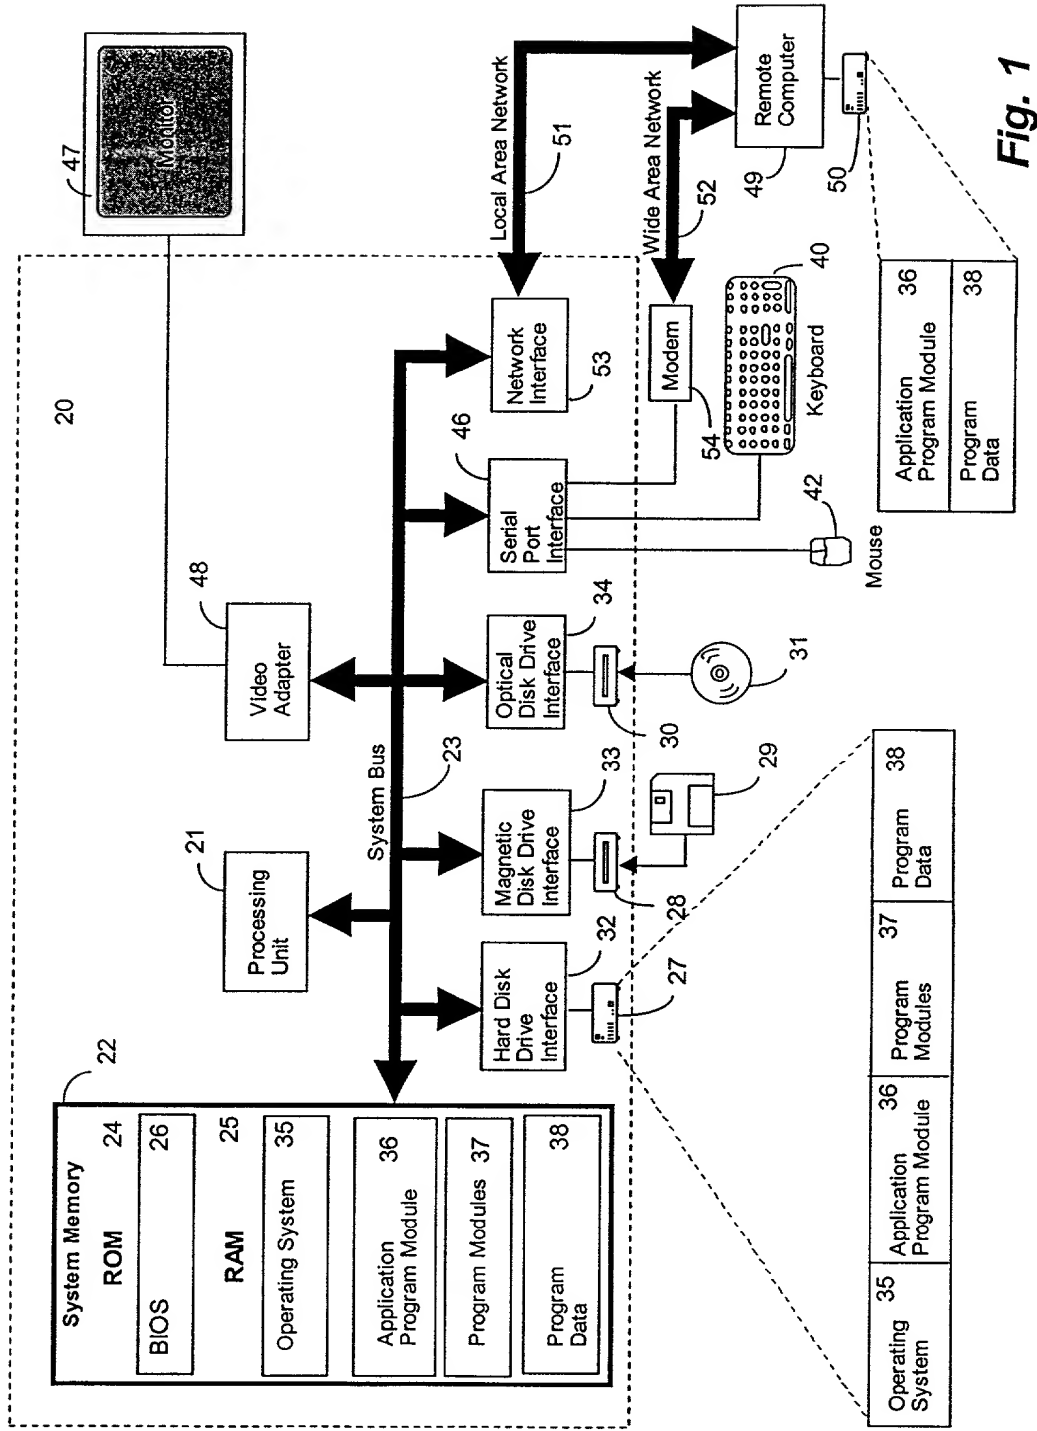 20
47
Monitor
System Memory
22
ROM
24
BIOS
26
RAM
25
Operating System
35
Application
Program Module
36
Program Modules
37
Program
Data
38
Processing
Unit
21
Video
Adapter
48
System Bus
23
Hard Disk
Drive
Interface
32
Magnetic
Disk Drive
Interface
33
Optical
Disk Drive
Interface
34
Serial
Port
Interface
46
Network
Interface
53
Local Area Network
51
27
28
30
29
31
Modem
54
Wide Area Network
52
Mouse
42
Keyboard
40
Remote
Computer
49
50
Operating
System
35
Application
Program Module
36
Program
Modules
37
Program
Data
38
Application
Program Module
36
Program
Data
38
Fig. 1